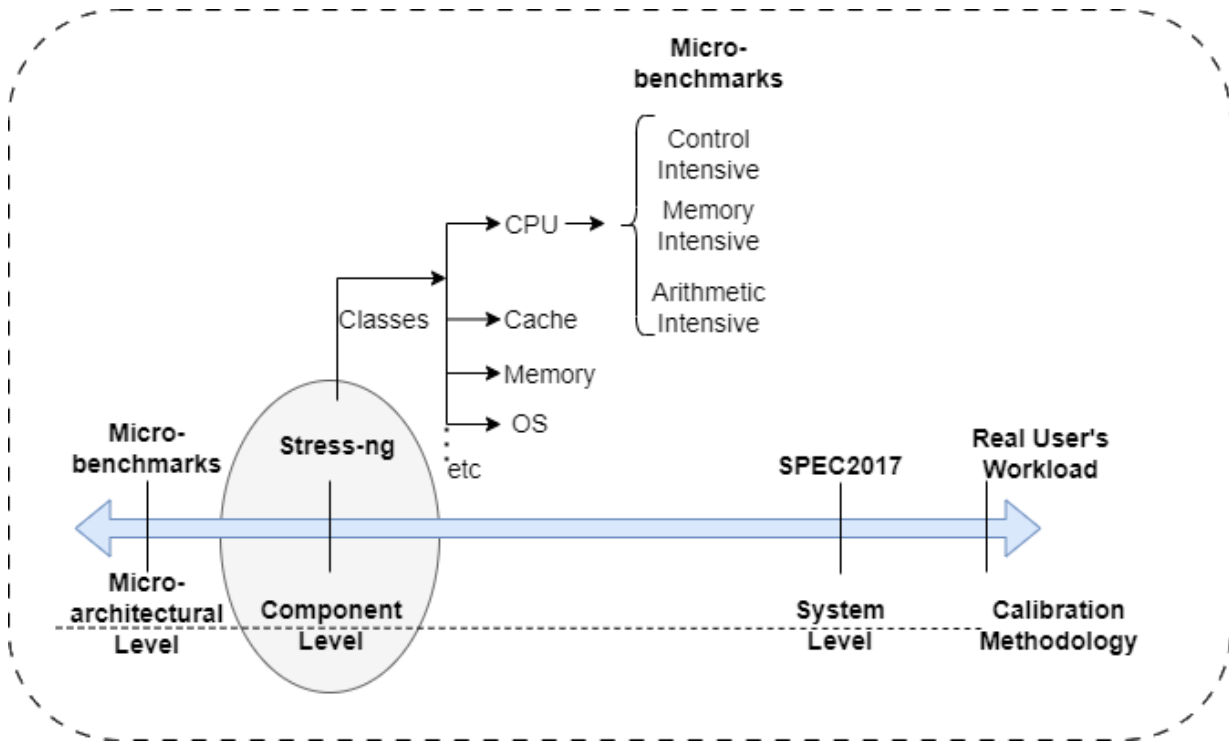 Micro-
benchmarks
Control
Intensive
Memory
Intensive
Arithmetic
Intensive
CPU
Classes
Cache
Memory
OS
etc
Micro-
benchmarks
Stress-ng
SPEC2017
Real User's
Workload
Micro-
architectural
Level
Component
Level
System
Level
Calibration
Methodology